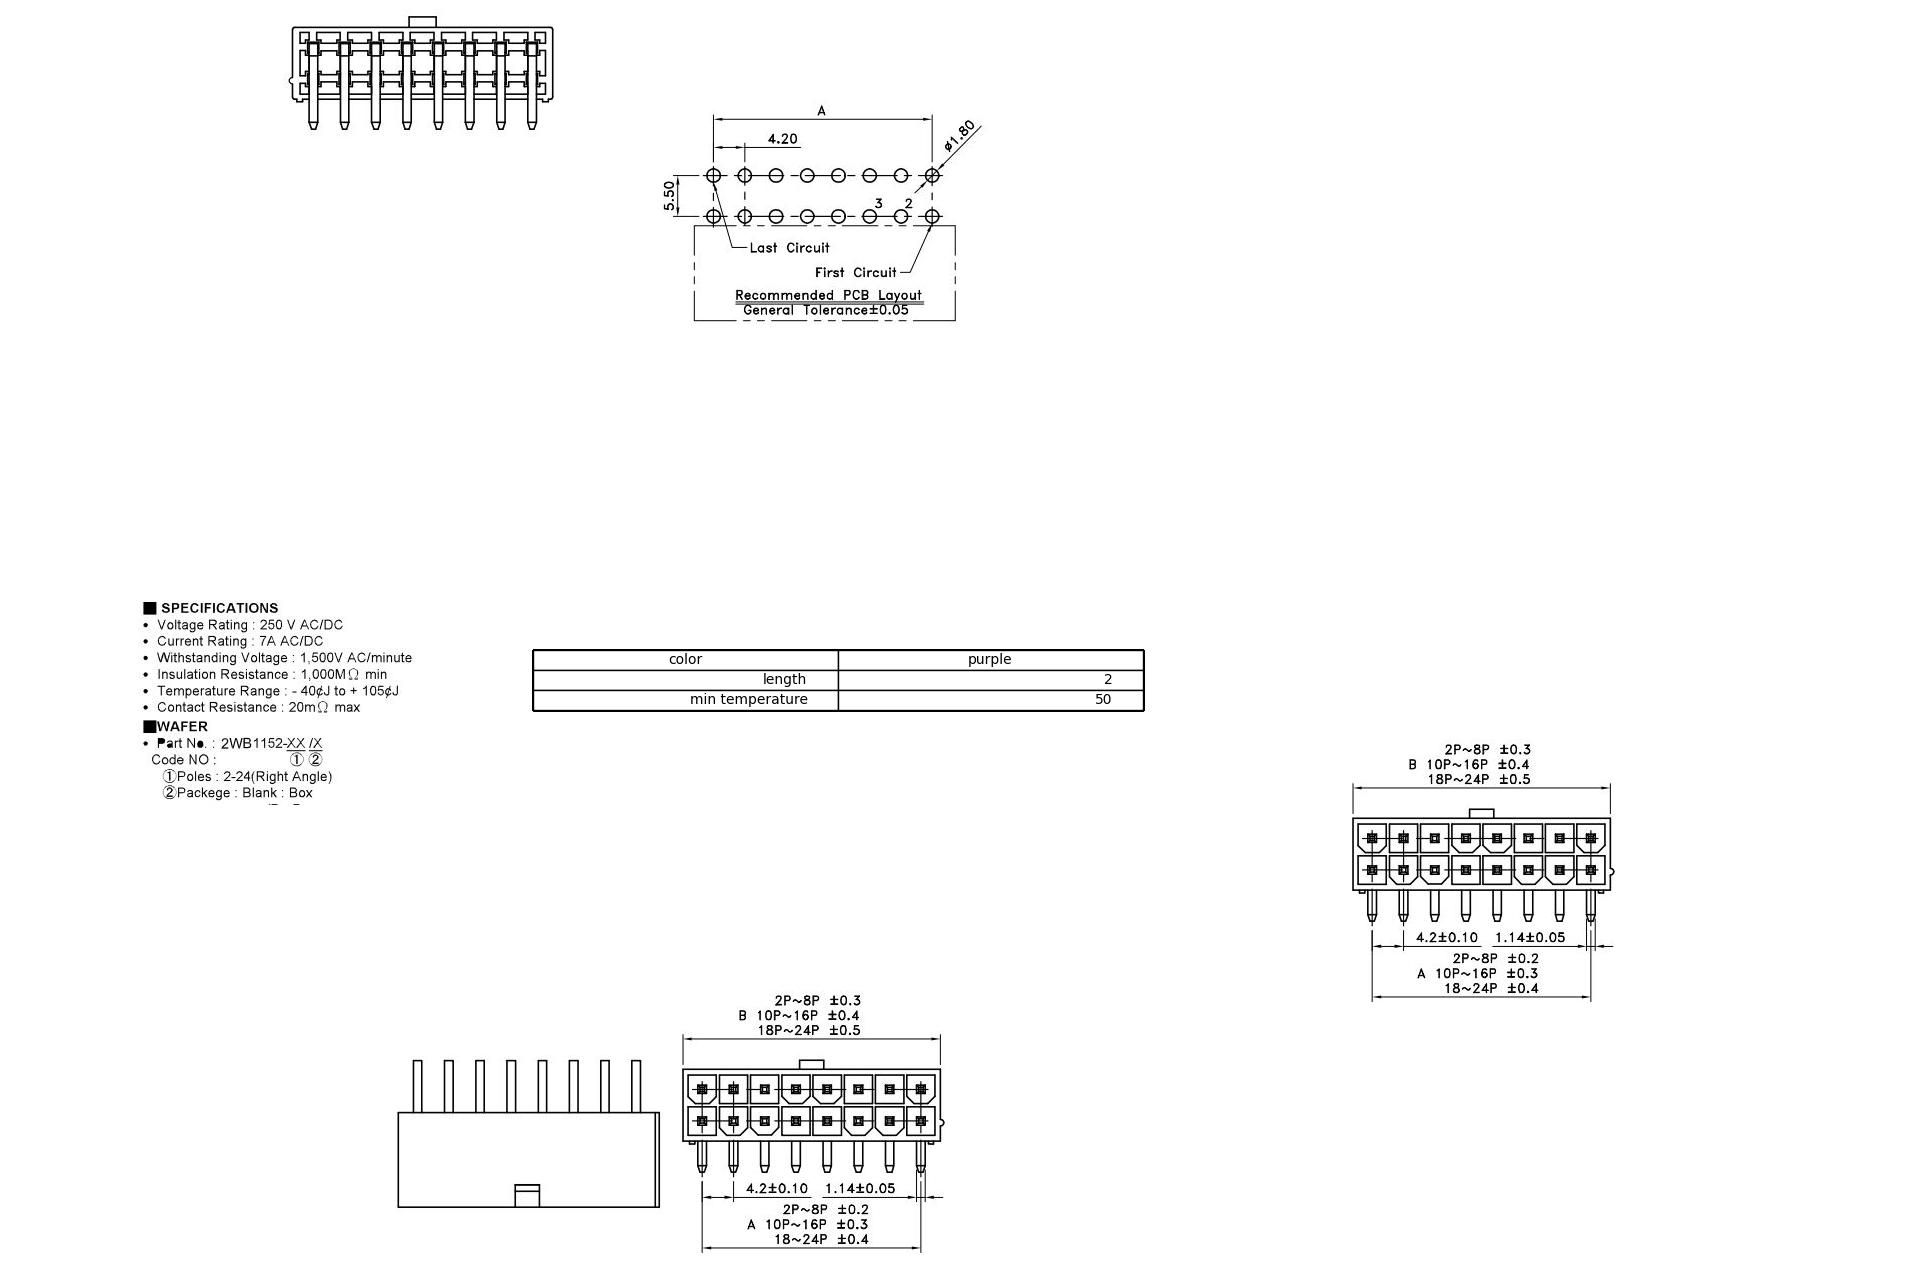 A
4.20
ø1.80
5.50
3 2
Last Circuit
First Circuit
Recommended PCB Layout
General Tolerance±0.05
■ SPECIFICATIONS
• Voltage Rating : 250 V AC/DC
• Current Rating : 7A AC/DC
• Withstanding Voltage : 1,500V AC/minute
• Insulation Resistance : 1,000MΩ min
• Temperature Range : - 40¢J to + 105¢J
• Contact Resistance : 20mΩ max
■WAFER
• Part No. : 2WB1152-XX /X
Code NO : ① ②
①Poles : 2-24(Right Angle)
②Packege : Blank : Box
color purple
length 2
min temperature 50
2P~8P ±0.3
B 10P~16P ±0.4
18P~24P ±0.5
4.2±0.10 1.14±0.05
2P~8P ±0.2
A 10P~16P ±0.3
18~24P ±0.4
2P~8P ±0.3
B 10P~16P ±0.4
18P~24P ±0.5
4.2±0.10 1.14±0.05
2P~8P ±0.2
A 10P~16P ±0.3
18~24P ±0.4